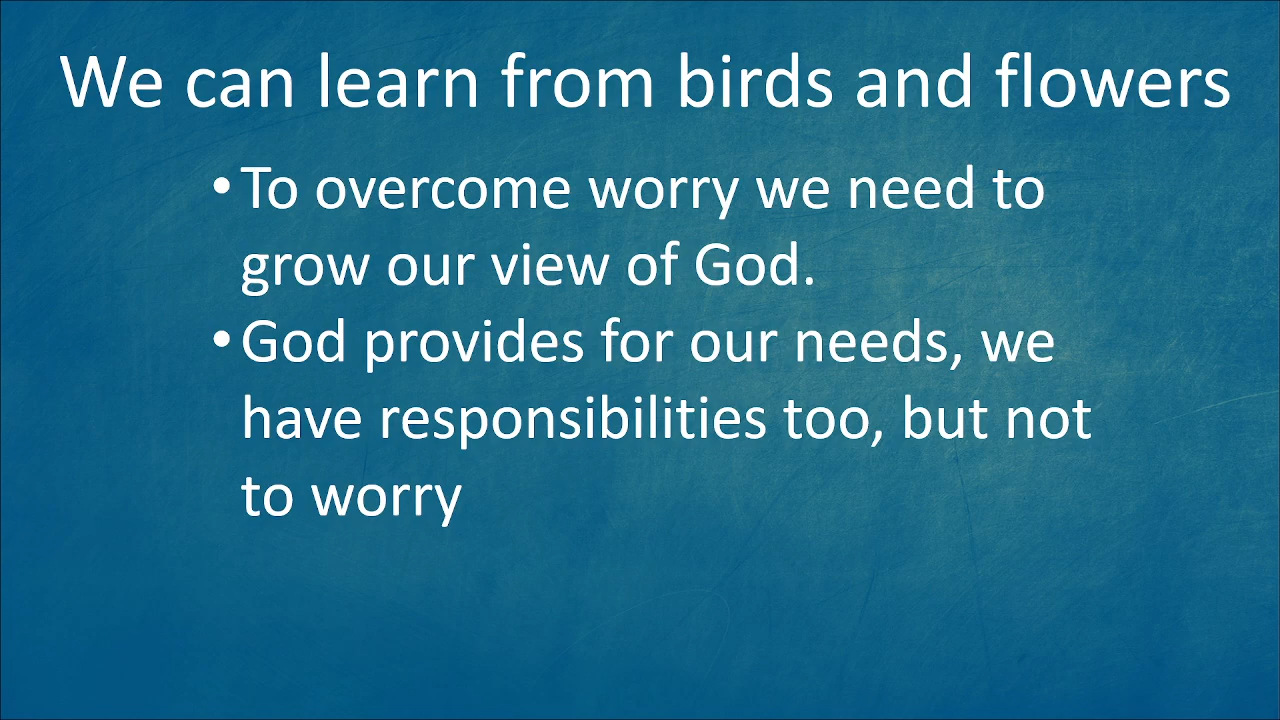 We can learn from birds and flowers
•To overcome worry we need to
grow our view of God.
•God provides for our needs, we
have responsibilities too, but not
to worry